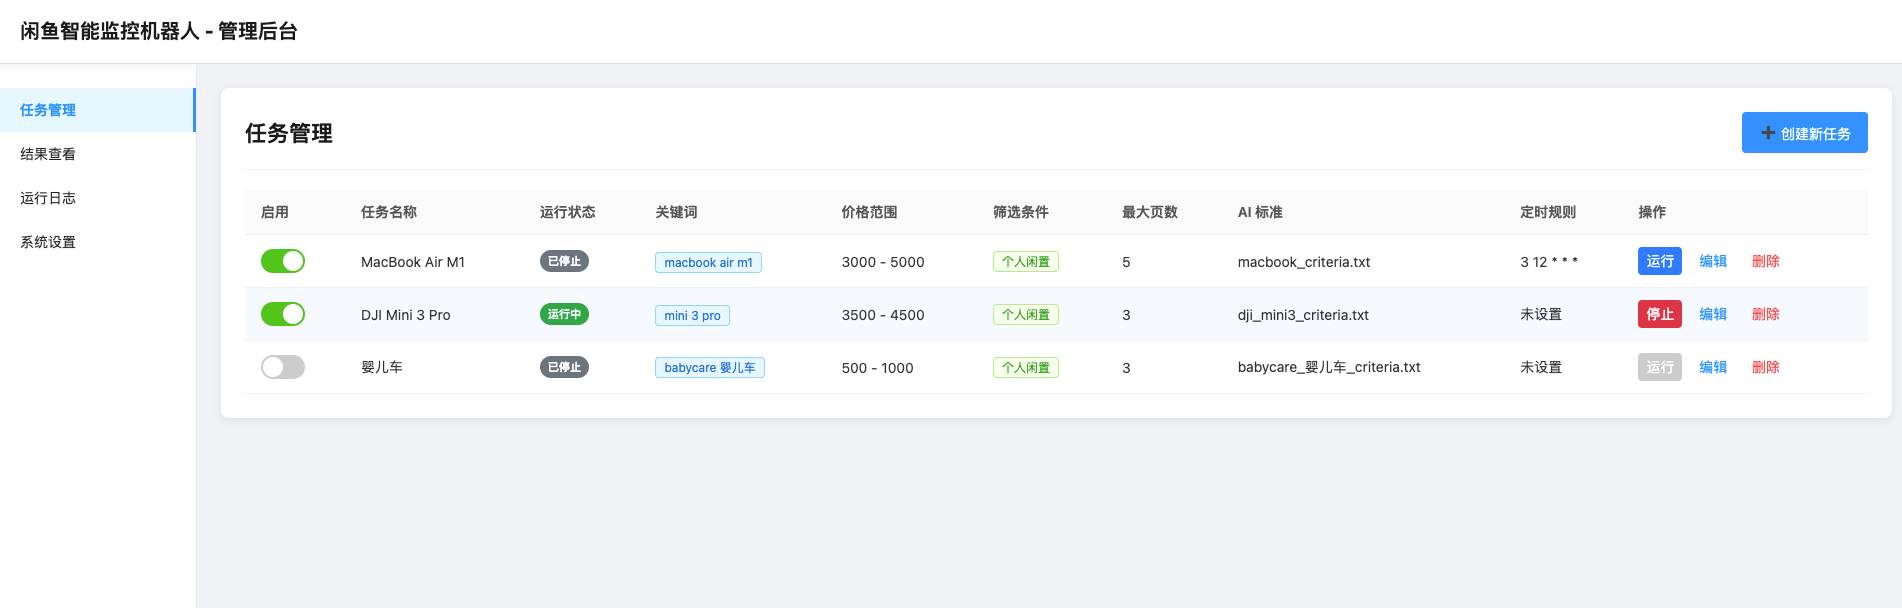 闲鱼智能监控机器人 - 管理后台
任务管理
结果查看
运行日志
系统设置
任务管理
➕ 创建新任务
启用 任务名称 运行状态 关键词 价格范围 筛选条件 最大页数 AI 标准 定时规则 操作
MacBook Air M1 已停止 macbook air m1 3000 - 5000 个人闲置 5 macbook_criteria.txt 3 12 * * * 运行 编辑 删除
DJI Mini 3 Pro 运行中 mini 3 pro 3500 - 4500 个人闲置 3 dji_mini3_criteria.txt 未设置 停止 编辑 删除
婴儿车 已停止 babycare 婴儿车 500 - 1000 个人闲置 3 babycare_婴儿车_criteria.txt 未设置 运行 编辑 删除